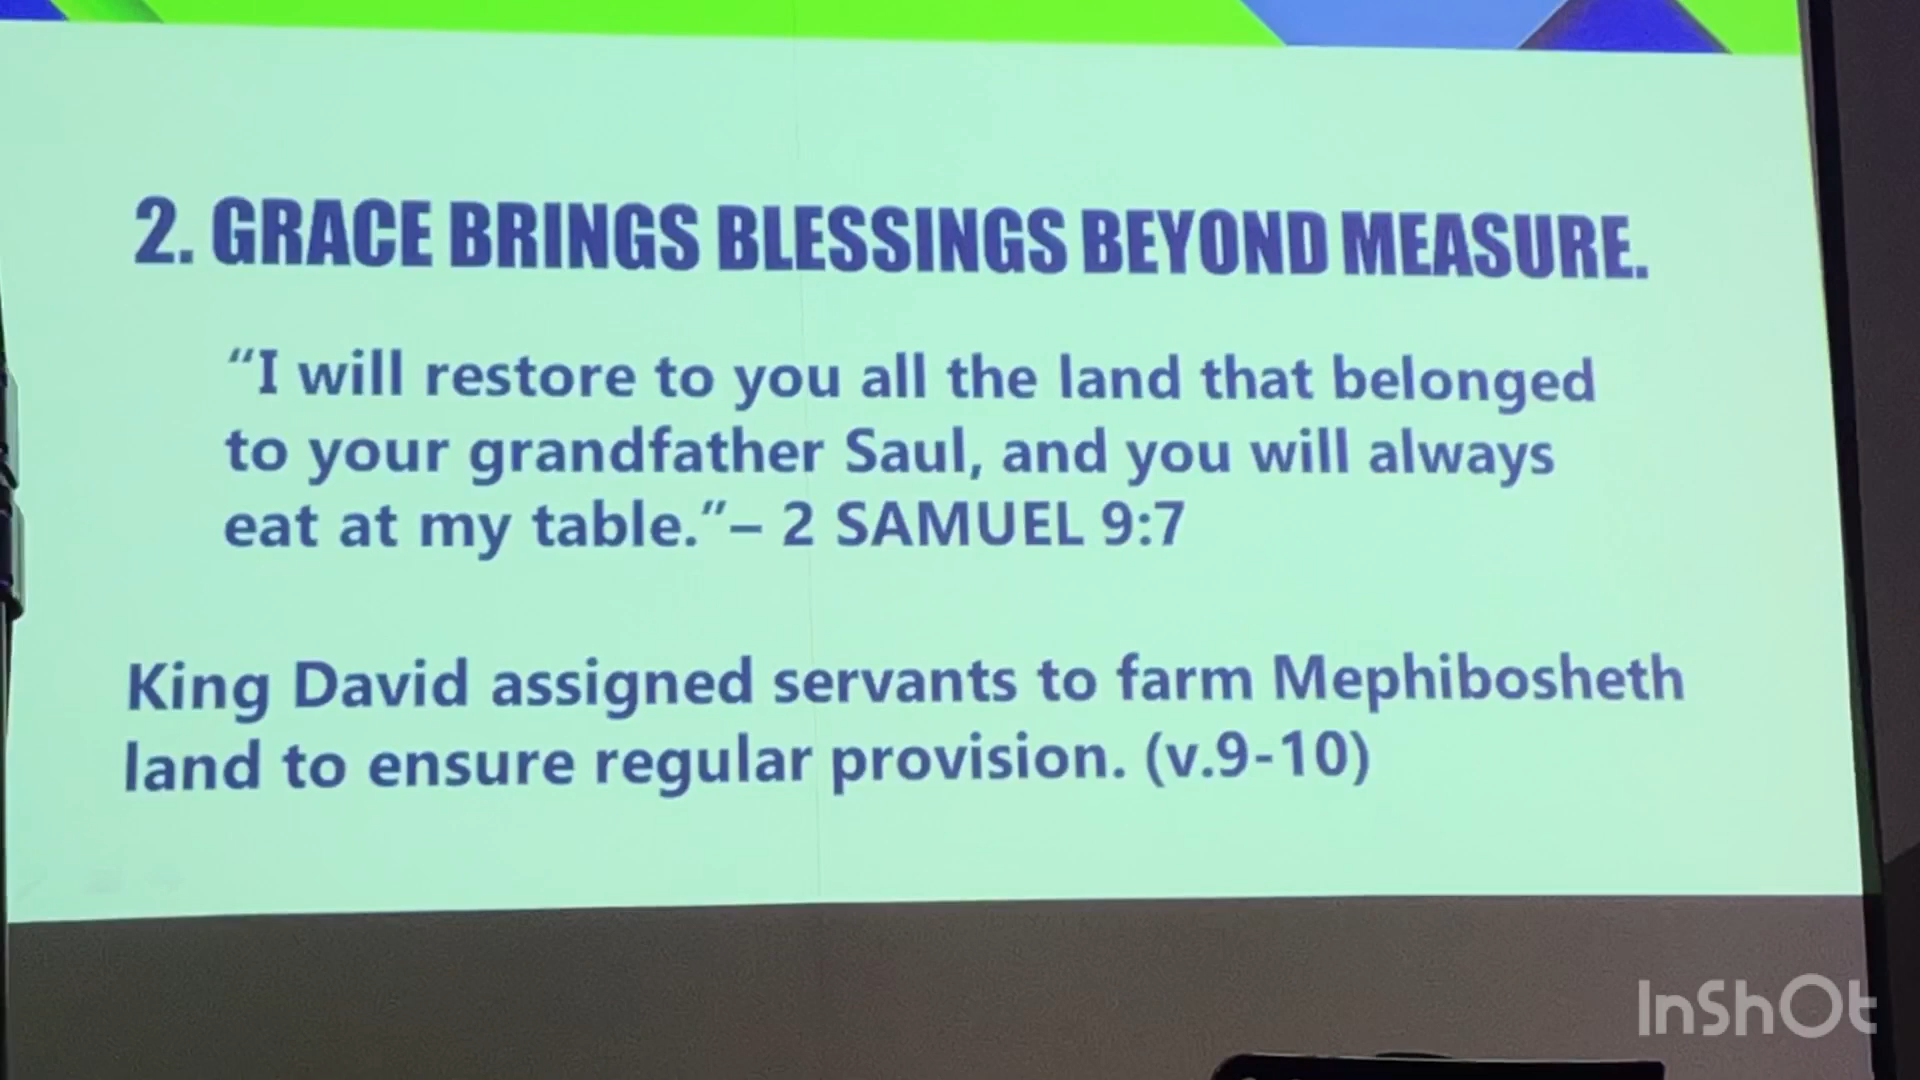 2. GRACE BRINGS BLESSINGS BEYOND MEASURE.
“I will restore to you all the land that belonged
to your grandfather Saul, and you will always
eat at my table.”– 2 SAMUEL 9:7
King David assigned servants to farm Mephibosheth
land to ensure regular provision. (v.9-10)
InShOt